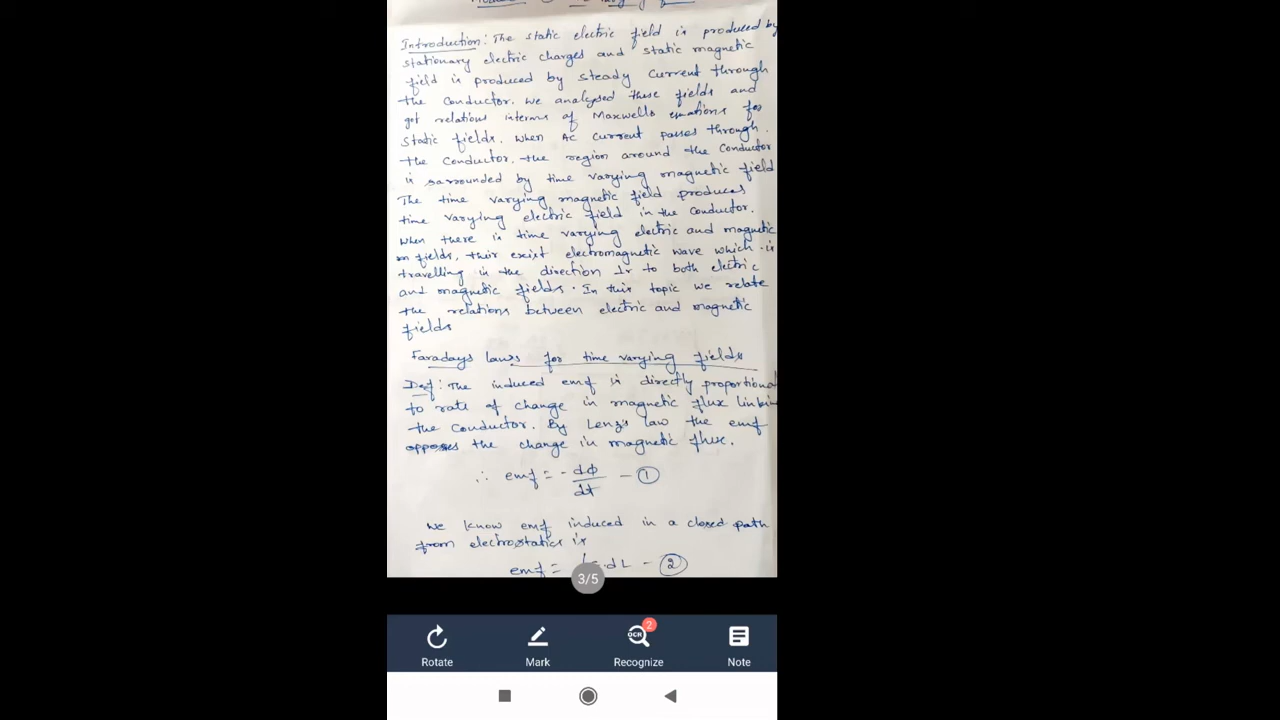 Introduction: The static electric field is produced by
stationary electric charges and static magnetic
field is produced by steady current through
the conductor. We analysed these fields and
got relations interms of Maxwells emations for
static fields. When AC current passes through
the conductor, the region around the conductor
is sarrounded by time varying magnetic field
The time varying magnetic field produces
time varying electric field in the conductor.
When there is time varying electric and magnetic
fields, their exist electromagnetic wave which is
travelling in the direction ⊥r to both electric
and magnetic fields. In this topic we relate
the relations between electric and magnetic
fields
Faradays laws for time varying fields
Def: The induced emf is directly proportional
to rate of change in magnetic flux linkin
the conductor. By Lenz's law the emf
opposes the change in magnetic flux.
∴ emf = - dφ/dt - ①
We know emf induced in a closed path
from electrostatics is
emf = .dL - ②
3/5
OCR 2
Rotate Mark Recognize Note